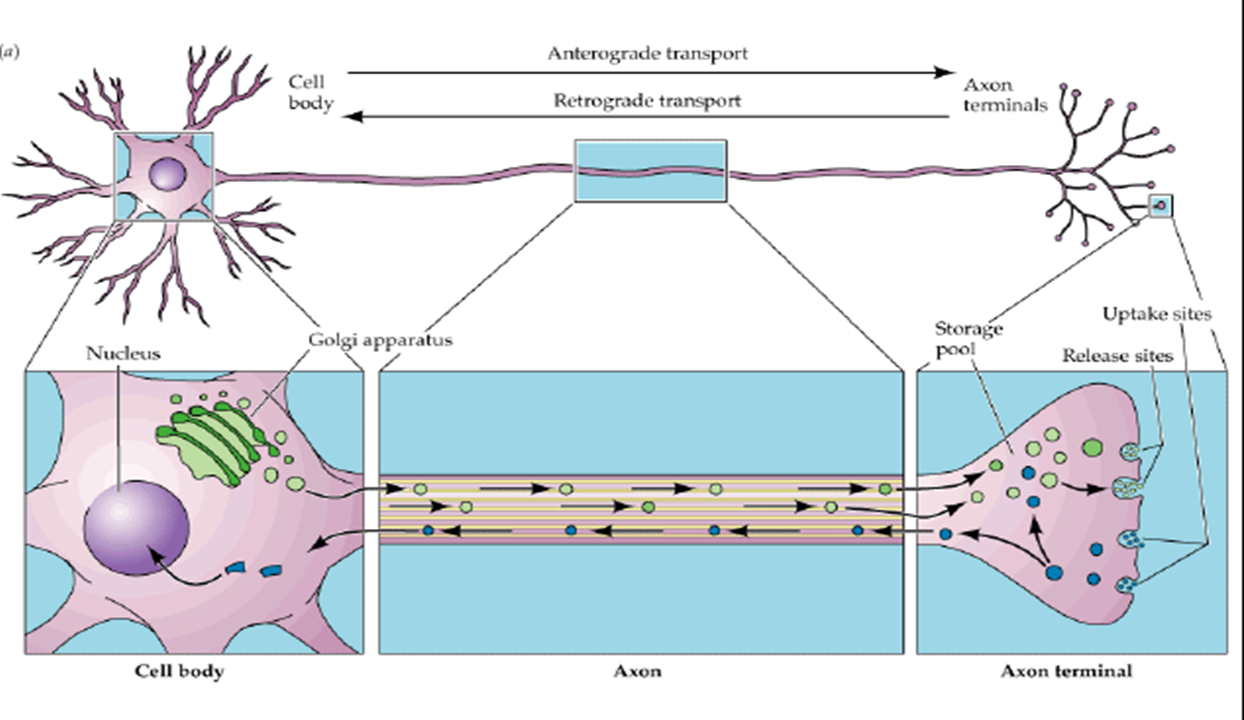 (a)
Anterograde transport
Cell
body
Axon
terminals
Retrograde transport
Nucleus
Golgi apparatus
Storage
pool
Uptake sites
Release sites
Cell body
Axon
Axon terminal